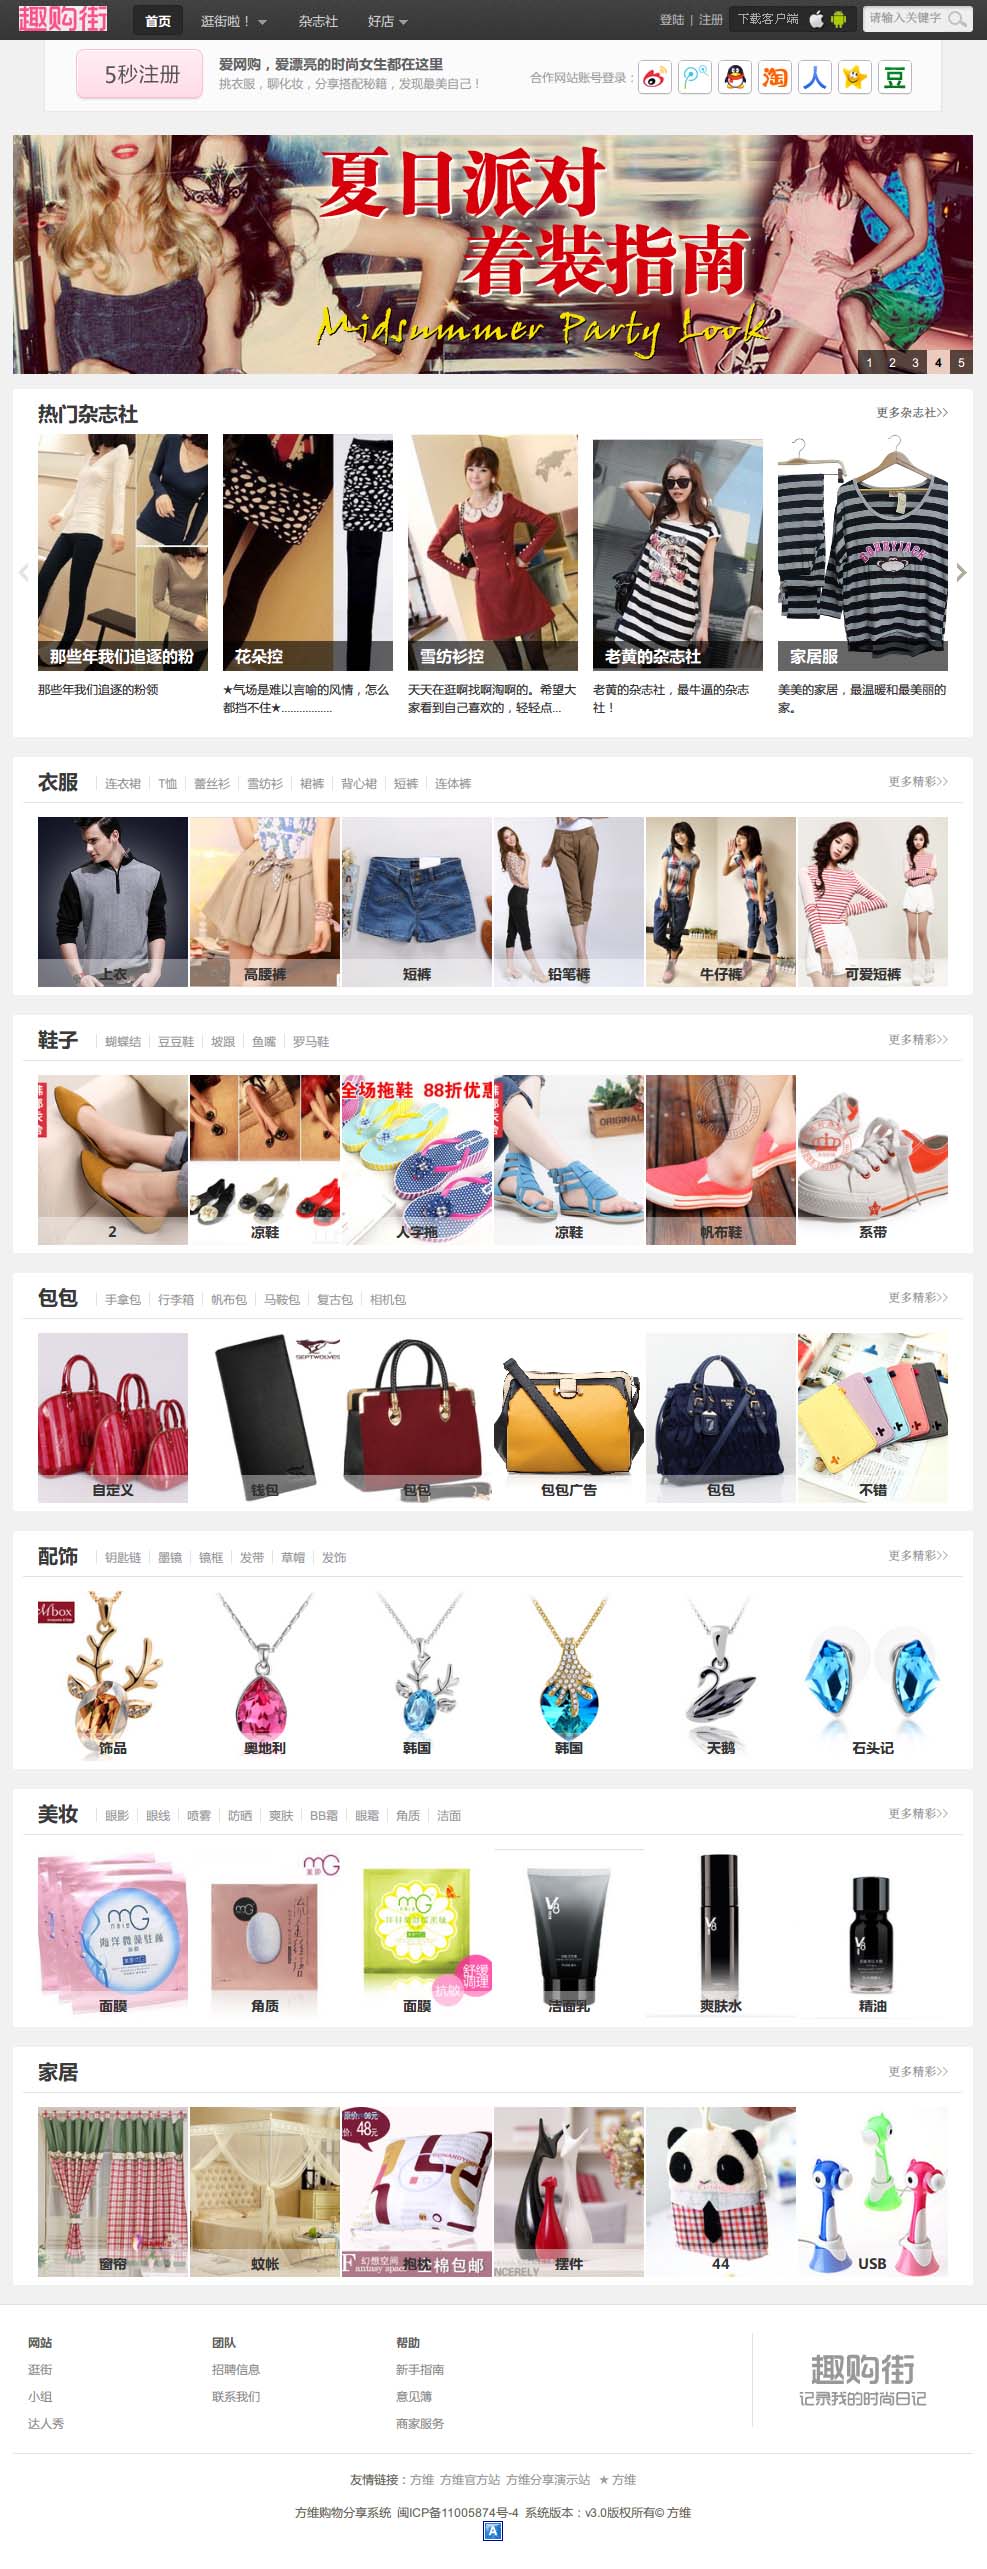 趣购街
首页 逛街啦！ 杂志社 好店
登陆 | 注册 下载客户端 请输入关键字
5秒注册
爱网购，爱漂亮的时尚女生都在这里
挑衣服，聊化妆，分享搭配秘籍，发现最美自己！
合作网站账号登录：
淘 人 豆
夏日派对
着装指南
Midsummer Party Look
1 2 3 4 5
热门杂志社 更多杂志社>>
那些年我们追逐的粉 花朵控 雪纺衫控 老黄的杂志社 家居服
那些年我们追逐的粉领
★气场是难以言喻的风情，怎么
都挡不住★.................
天天在逛啊找啊淘啊的。希望大
家看到自己喜欢的，轻轻点...
老黄的杂志社，最牛逼的杂志
社！
美美的家居，最温暖和最美丽的
家。
衣服 连衣裙 T恤 蕾丝衫 雪纺衫 裙裤 背心裙 短裤 连体裤 更多精彩>>
上衣 高腰裤 短裤 铅笔裤 牛仔裤 可爱短裤
鞋子 蝴蝶结 豆豆鞋 坡跟 鱼嘴 罗马鞋 更多精彩>>
全场拖鞋 88折优惠
ORIGINAL
2 凉鞋 人字拖 凉鞋 帆布鞋 系带
包包 手拿包 行李箱 帆布包 马鞍包 复古包 相机包 更多精彩>>
SEPTWOLVES
自定义 钱包 包包 包包广告 包包 不错
配饰 钥匙链 墨镜 镜框 发带 草帽 发饰 更多精彩>>
Mbox
饰品 奥地利 韩国 韩国 天鹅 石头记
美妆 眼影 眼线 喷雾 防晒 爽肤 BB霜 眼霜 角质 洁面 更多精彩>>
mG
mG
海洋微藻驻颜
mG
舒缓
调理
抗敏
V8
V8
V8
面膜 角质 面膜 洁面乳 爽肤水 精油
家居 更多精彩>>
48元
幻想空间
Fantasy space
全棉包邮
窗帘 蚊帐 抱枕 摆件 44 USB
网站
逛街
小组
达人秀
团队
招聘信息
联系我们
帮助
新手指南
意见簿
商家服务
趣购街
记录我的时尚日记
友情链接：方维 方维官方站 方维分享演示站 ★ 方维
方维购物分享系统 闽ICP备11005874号-4 系统版本：v3.0版权所有© 方维
A